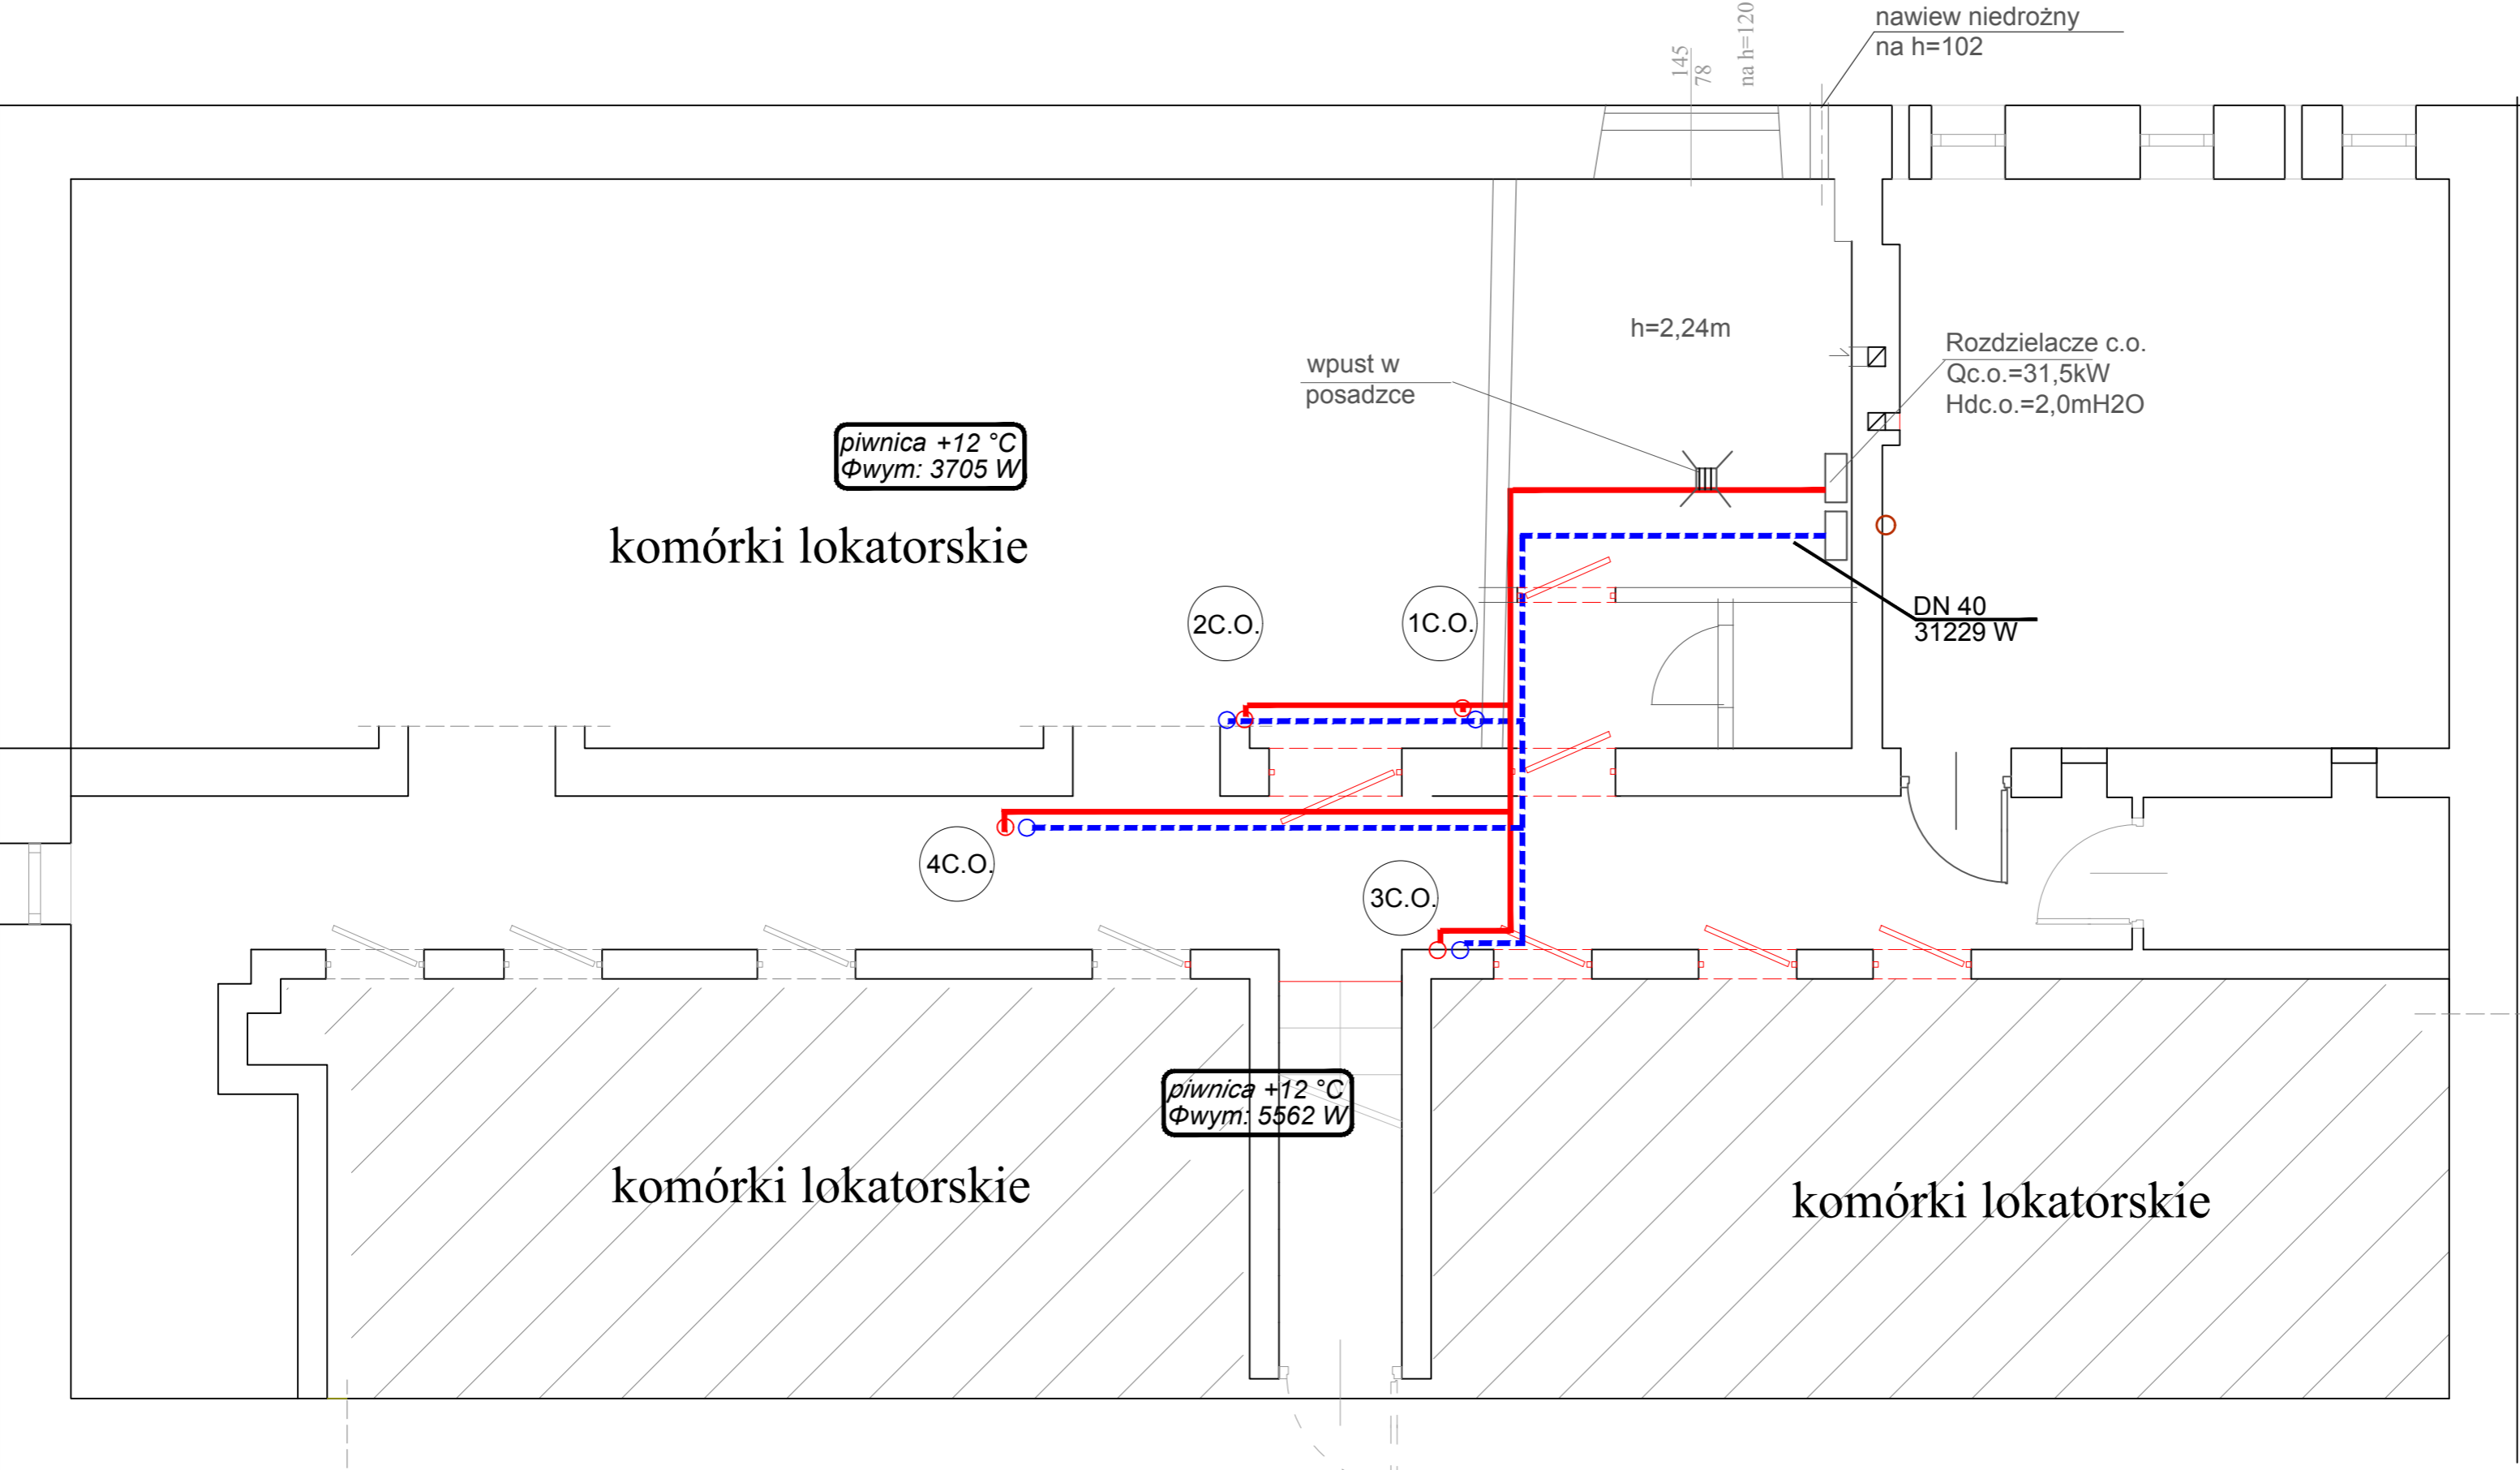 nawiew niedrożny
na h=102
145
78
na h=120
h=2,24m
wpust w
posadzce
Rozdzielacze c.o.
Qc.o.=31,5kW
Hdc.o.=2,0mH2O
piwnica +12 °C
Φwym: 3705 W
komórki lokatorskie
2C.O.
1C.O.
DN 40
31229 W
4C.O.
3C.O.
piwnica +12 °C
Φwym: 5562 W
komórki lokatorskie
komórki lokatorskie